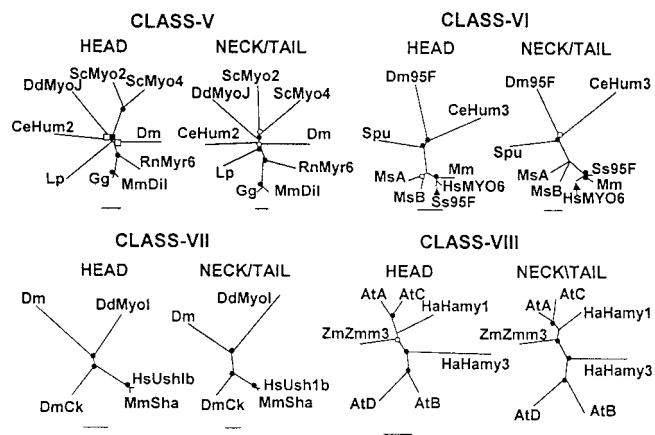 CLASS-V
HEAD
NECK/TAIL
ScMyo2
ScMyo4
DdMyoJ
CeHum2
Dm
Lp
RnMyr6
Gg
MmDil
ScMyo2
DdMyoJ
ScMyo4
CeHum2
Dm
Lp
RnMyr6
Gg
MmDil
CLASS-VI
HEAD
NECK/TAIL
Dm95F
CeHum3
Spu
MsA
Mm
MsB
HsMYO6
Ss95F
Dm95F
CeHum3
Spu
Ss95F
MsA
Mm
MsB
HsMYO6
CLASS-VII
HEAD
NECK/TAIL
Dm
DdMyoI
HsUshIb
MmSha
DmCk
DdMyoI
Dm
HsUsh1b
MmSha
DmCk
CLASS-VIII
HEAD
NECK\TAIL
AtA
AtC
HaHamy1
ZmZmm3
HaHamy3
AtD
AtB
AtC
AtA
HaHamy1
ZmZmm3
HaHamy3
AtD
AtB